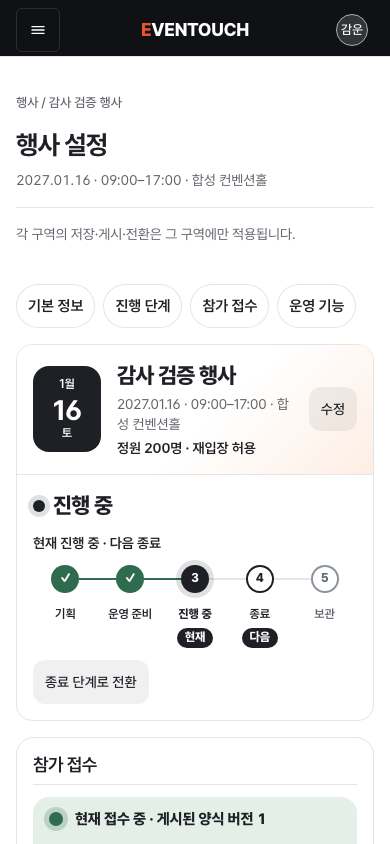 EVENTOUCH
감운
행사 / 감사 검증 행사
행사 설정
2027.01.16 · 09:00–17:00 · 합성 컨벤션홀
각 구역의 저장·게시·전환은 그 구역에만 적용됩니다.
기본 정보
진행 단계
참가 접수
운영 기능
1월
16
토
감사 검증 행사
2027.01.16 · 09:00–17:00 · 합
성 컨벤션홀
정원 200명 · 재입장 허용
수정
진행 중
현재 진행 중 · 다음 종료
3
4
5
기획
운영 준비
진행 중
종료
보관
현재
다음
종료 단계로 전환
참가 접수
현재 접수 중 · 게시된 양식 버전 1